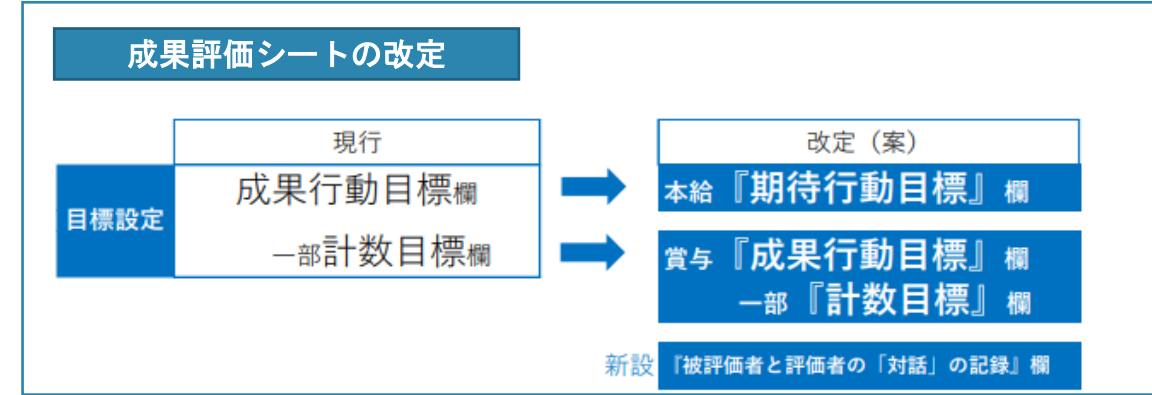 成果評価シートの改定
現行
改定（案）
目標設定
成果行動目標欄
一部計数目標欄
本給『期待行動目標』欄
賞与『成果行動目標』欄
一部『計数目標』欄
新設
『被評価者と評価者の「対話」の記録』欄